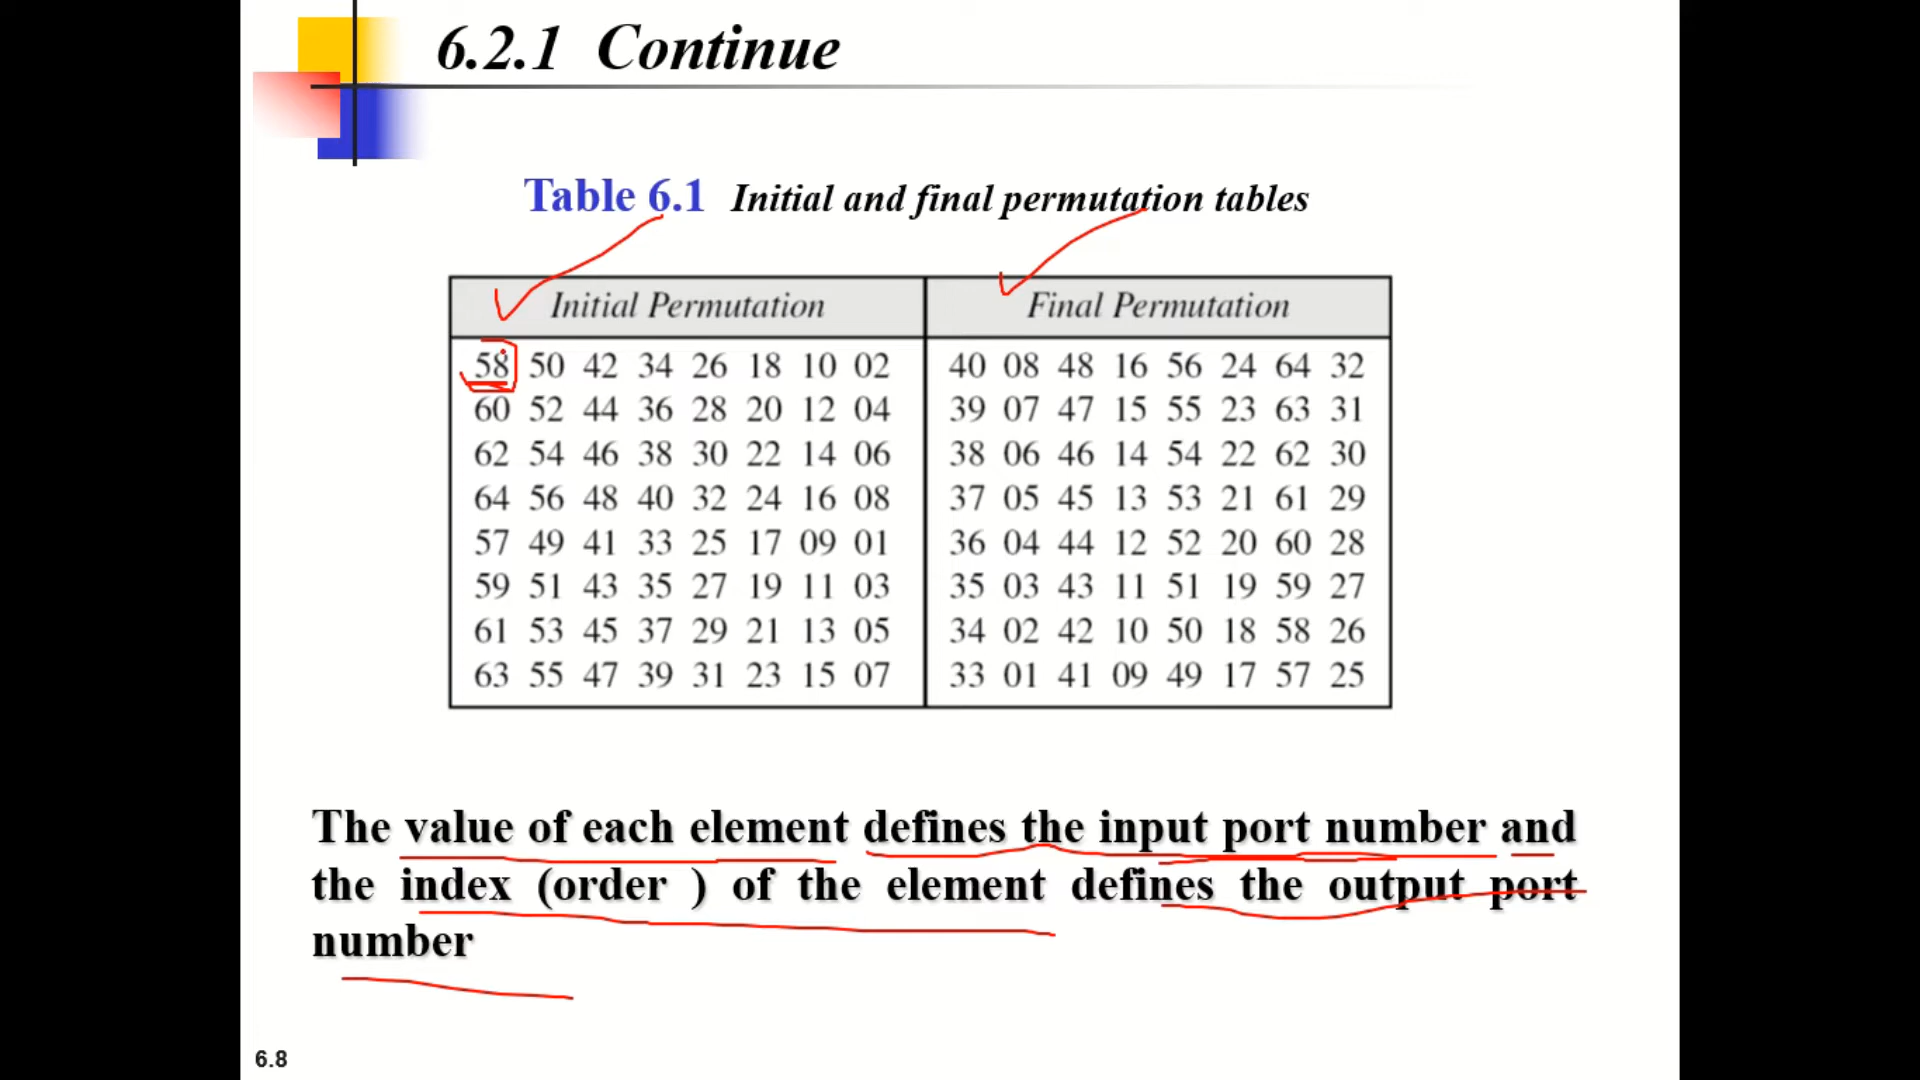 6.2.1 Continue
Table 6.1 Initial and final permutation tables
Initial Permutation Final Permutation
58 50 42 34 26 18 10 02 40 08 48 16 56 24 64 32
60 52 44 36 28 20 12 04 39 07 47 15 55 23 63 31
62 54 46 38 30 22 14 06 38 06 46 14 54 22 62 30
64 56 48 40 32 24 16 08 37 05 45 13 53 21 61 29
57 49 41 33 25 17 09 01 36 04 44 12 52 20 60 28
59 51 43 35 27 19 11 03 35 03 43 11 51 19 59 27
61 53 45 37 29 21 13 05 34 02 42 10 50 18 58 26
63 55 47 39 31 23 15 07 33 01 41 09 49 17 57 25
The value of each element defines the input port number and
the index (order ) of the element defines the output port
number
6.8